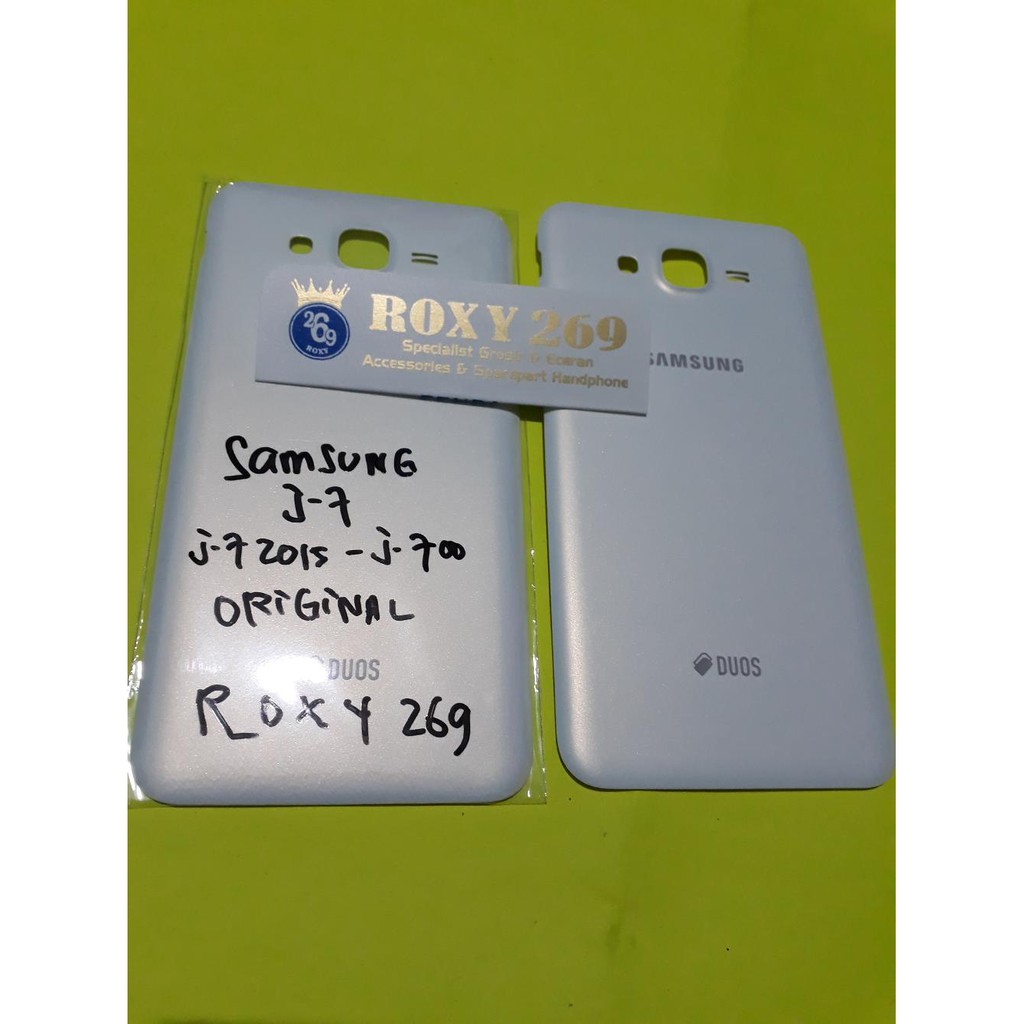 269
ROXY
ROXY 269
Specialist Grosir & Eceran
Accessories & Sparepart Handphone
SAMSUNG
SAMSUNG
J-7
j-7 2015 - j-700
ORIGINAL
DUOS
ROXY 269
DUOS